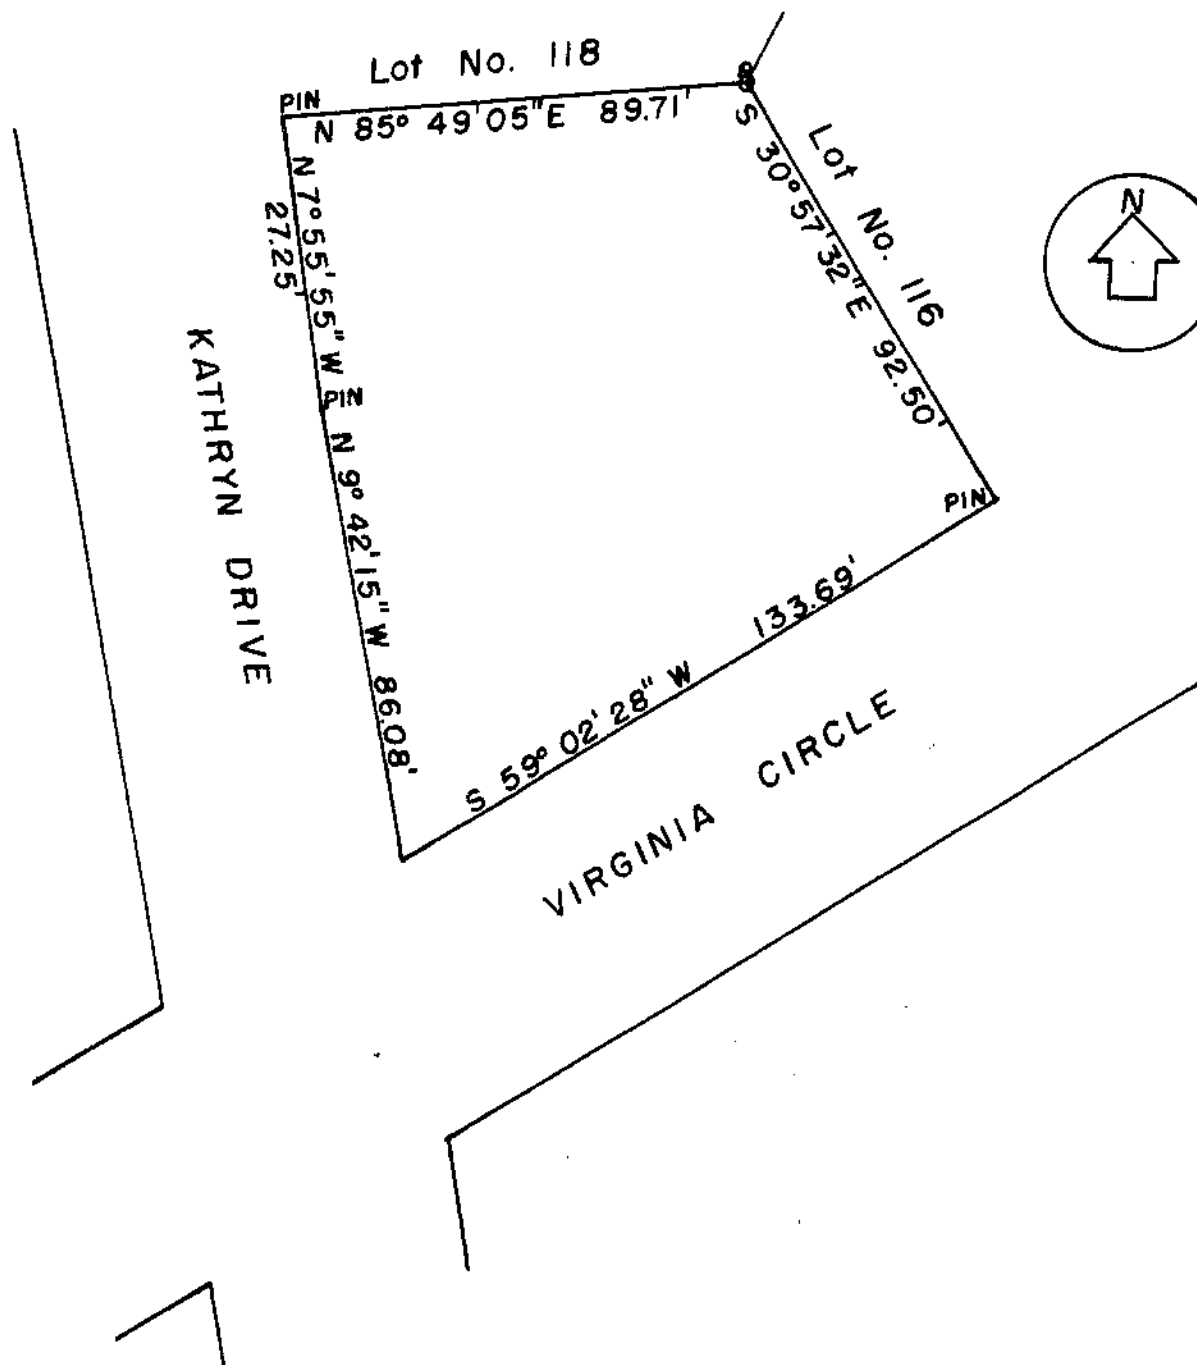 Lot No. 118
PIN
N 85° 49' 05" E 89.71'
S 30° 57' 32" E 92.50'
Lot No. 116
N
N 7° 55' 55" W
27.25'
PIN
N 9° 42' 15" W 86.08'
KATHRYN DRIVE
PIN
S 59° 02' 28" W 133.69'
VIRGINIA CIRCLE